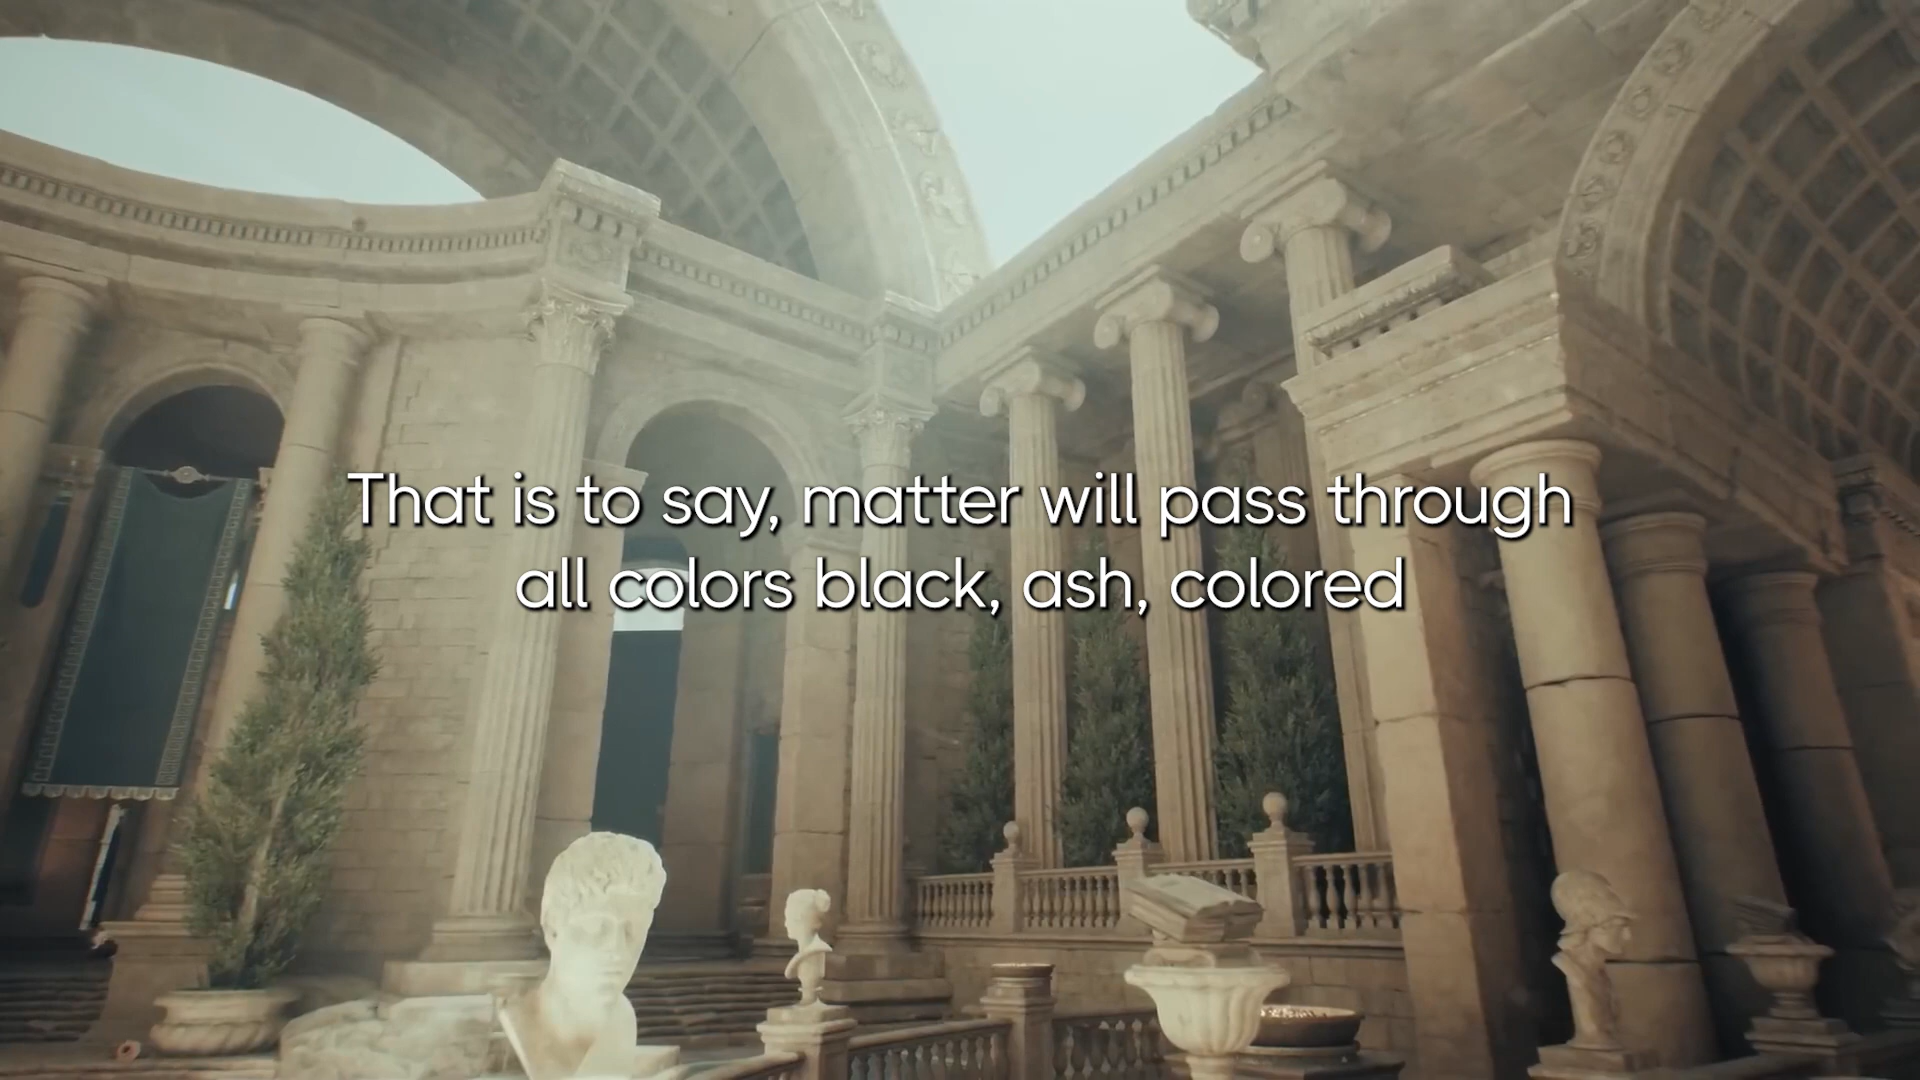 That is to say, matter will pass through
all colors black, ash, colored